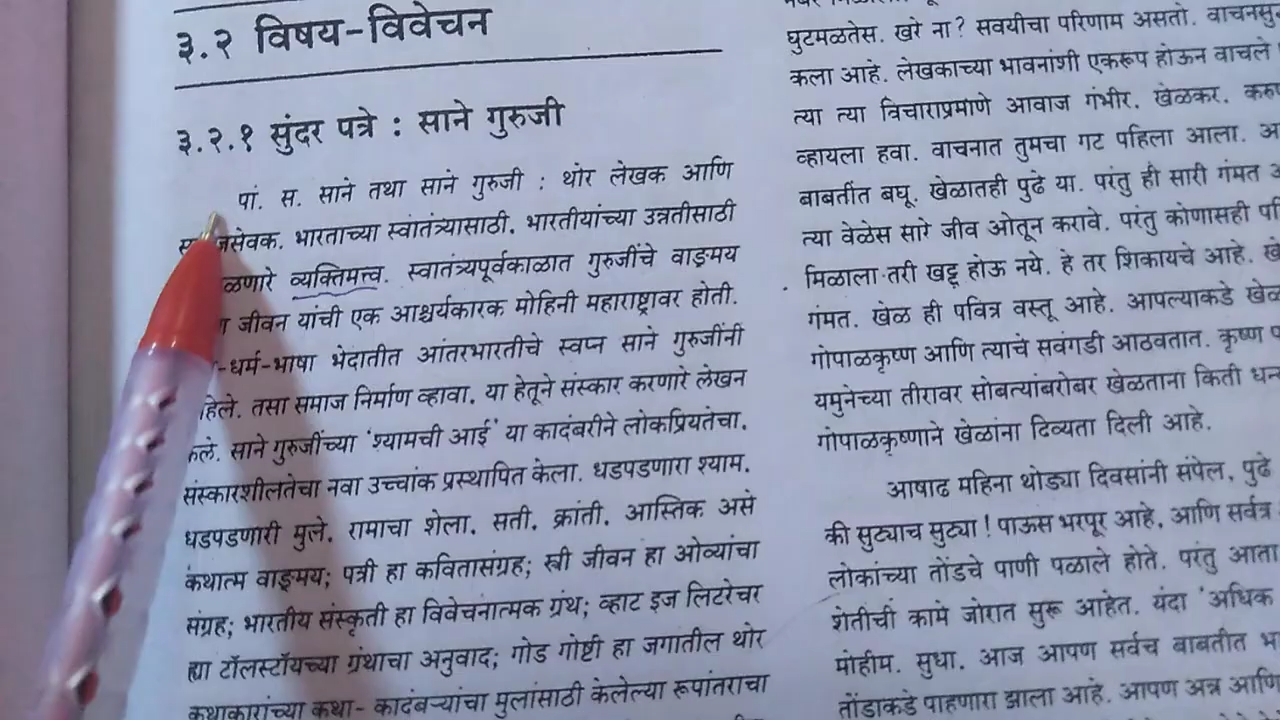 ३.२ विषय-विवेचन
३.२.१ सुंदर पत्रे : साने गुरुजी
पां. स. साने तथा साने गुरुजी : थोर लेखक आणि
भारताच्या स्वातंत्र्यासाठी. भारतीयांच्या उन्नतीसाठी
व्यक्तिमत्त्व. स्वातंत्र्यपूर्वकाळात गुरुजींचे वाङ्मय
जीवन यांची एक आश्चर्यकारक मोहिनी महाराष्ट्रावर होती.
-धर्म-भाषा भेदातीत आंतरभारतीचे स्वप्न साने गुरुजींनी
तसा समाज निर्माण व्हावा. या हेतूने संस्कार करणारे लेखन
केले. साने गुरुजींच्या 'श्यामची आई' या कादंबरीने लोकप्रियतेचा.
संस्कारशीलतेचा नवा उच्चांक प्रस्थापित केला. धडपडणारा श्याम.
धडपडणारी मुले. रामाचा शेला. सती. क्रांती. आस्तिक असे
कथात्म वाङ्मय; पत्री हा कवितासंग्रह; स्त्री जीवन हा ओव्यांचा
संग्रह; भारतीय संस्कृती हा विवेचनात्मक ग्रंथ; व्हाट इज लिटरेचर
ह्या टॉलस्टॉयच्या ग्रंथाचा अनुवाद; गोड गोष्टी हा जगातील थोर
कथाकारांच्या कथा- कादंबऱ्यांचा मुलांसाठी केलेल्या रूपांतराचा
घुटमळतेस. खरे ना? सवयीचा परिणाम असतो.
कला आहे. लेखकाच्या भावनांशी एकरूप होऊन वाचले
त्या त्या विचाराप्रमाणे आवाज गंभीर. खेळकर.
व्हायला हवा. वाचनात तुमचा गट पहिला आला.
बाबतीत बघू. खेळातही पुढे या. परंतु ही सारी गंमत
त्या वेळेस सारे जीव ओतून करावे. परंतु कोणासही
मिळाला तरी खट्टू होऊ नये. हे तर शिकायचे आहे.
गंमत. खेळ ही पवित्र वस्तू आहे. आपल्याकडे
गोपाळकृष्ण आणि त्याचे सवंगडी आठवतात. कृष्ण
यमुनेच्या तीरावर सोबत्यांबरोबर खेळताना किती
गोपाळकृष्णाने खेळांना दिव्यता दिली आहे.
आषाढ महिना थोड्या दिवसांनी संपेल. पुढे
की सुट्याच सुट्या! पाऊस भरपूर आहे. आणि सर्वत्र
लोकांच्या तोंडचे पाणी पळाले होते. परंतु आता
शेतीची कामे जोरात सुरू आहेत. यंदा 'अधिक
मोहीम. सुधा. आज आपण सर्वच बाबतीत
तोंडाकडे पाहणारा झाला आहे. आपण अन्न आणि